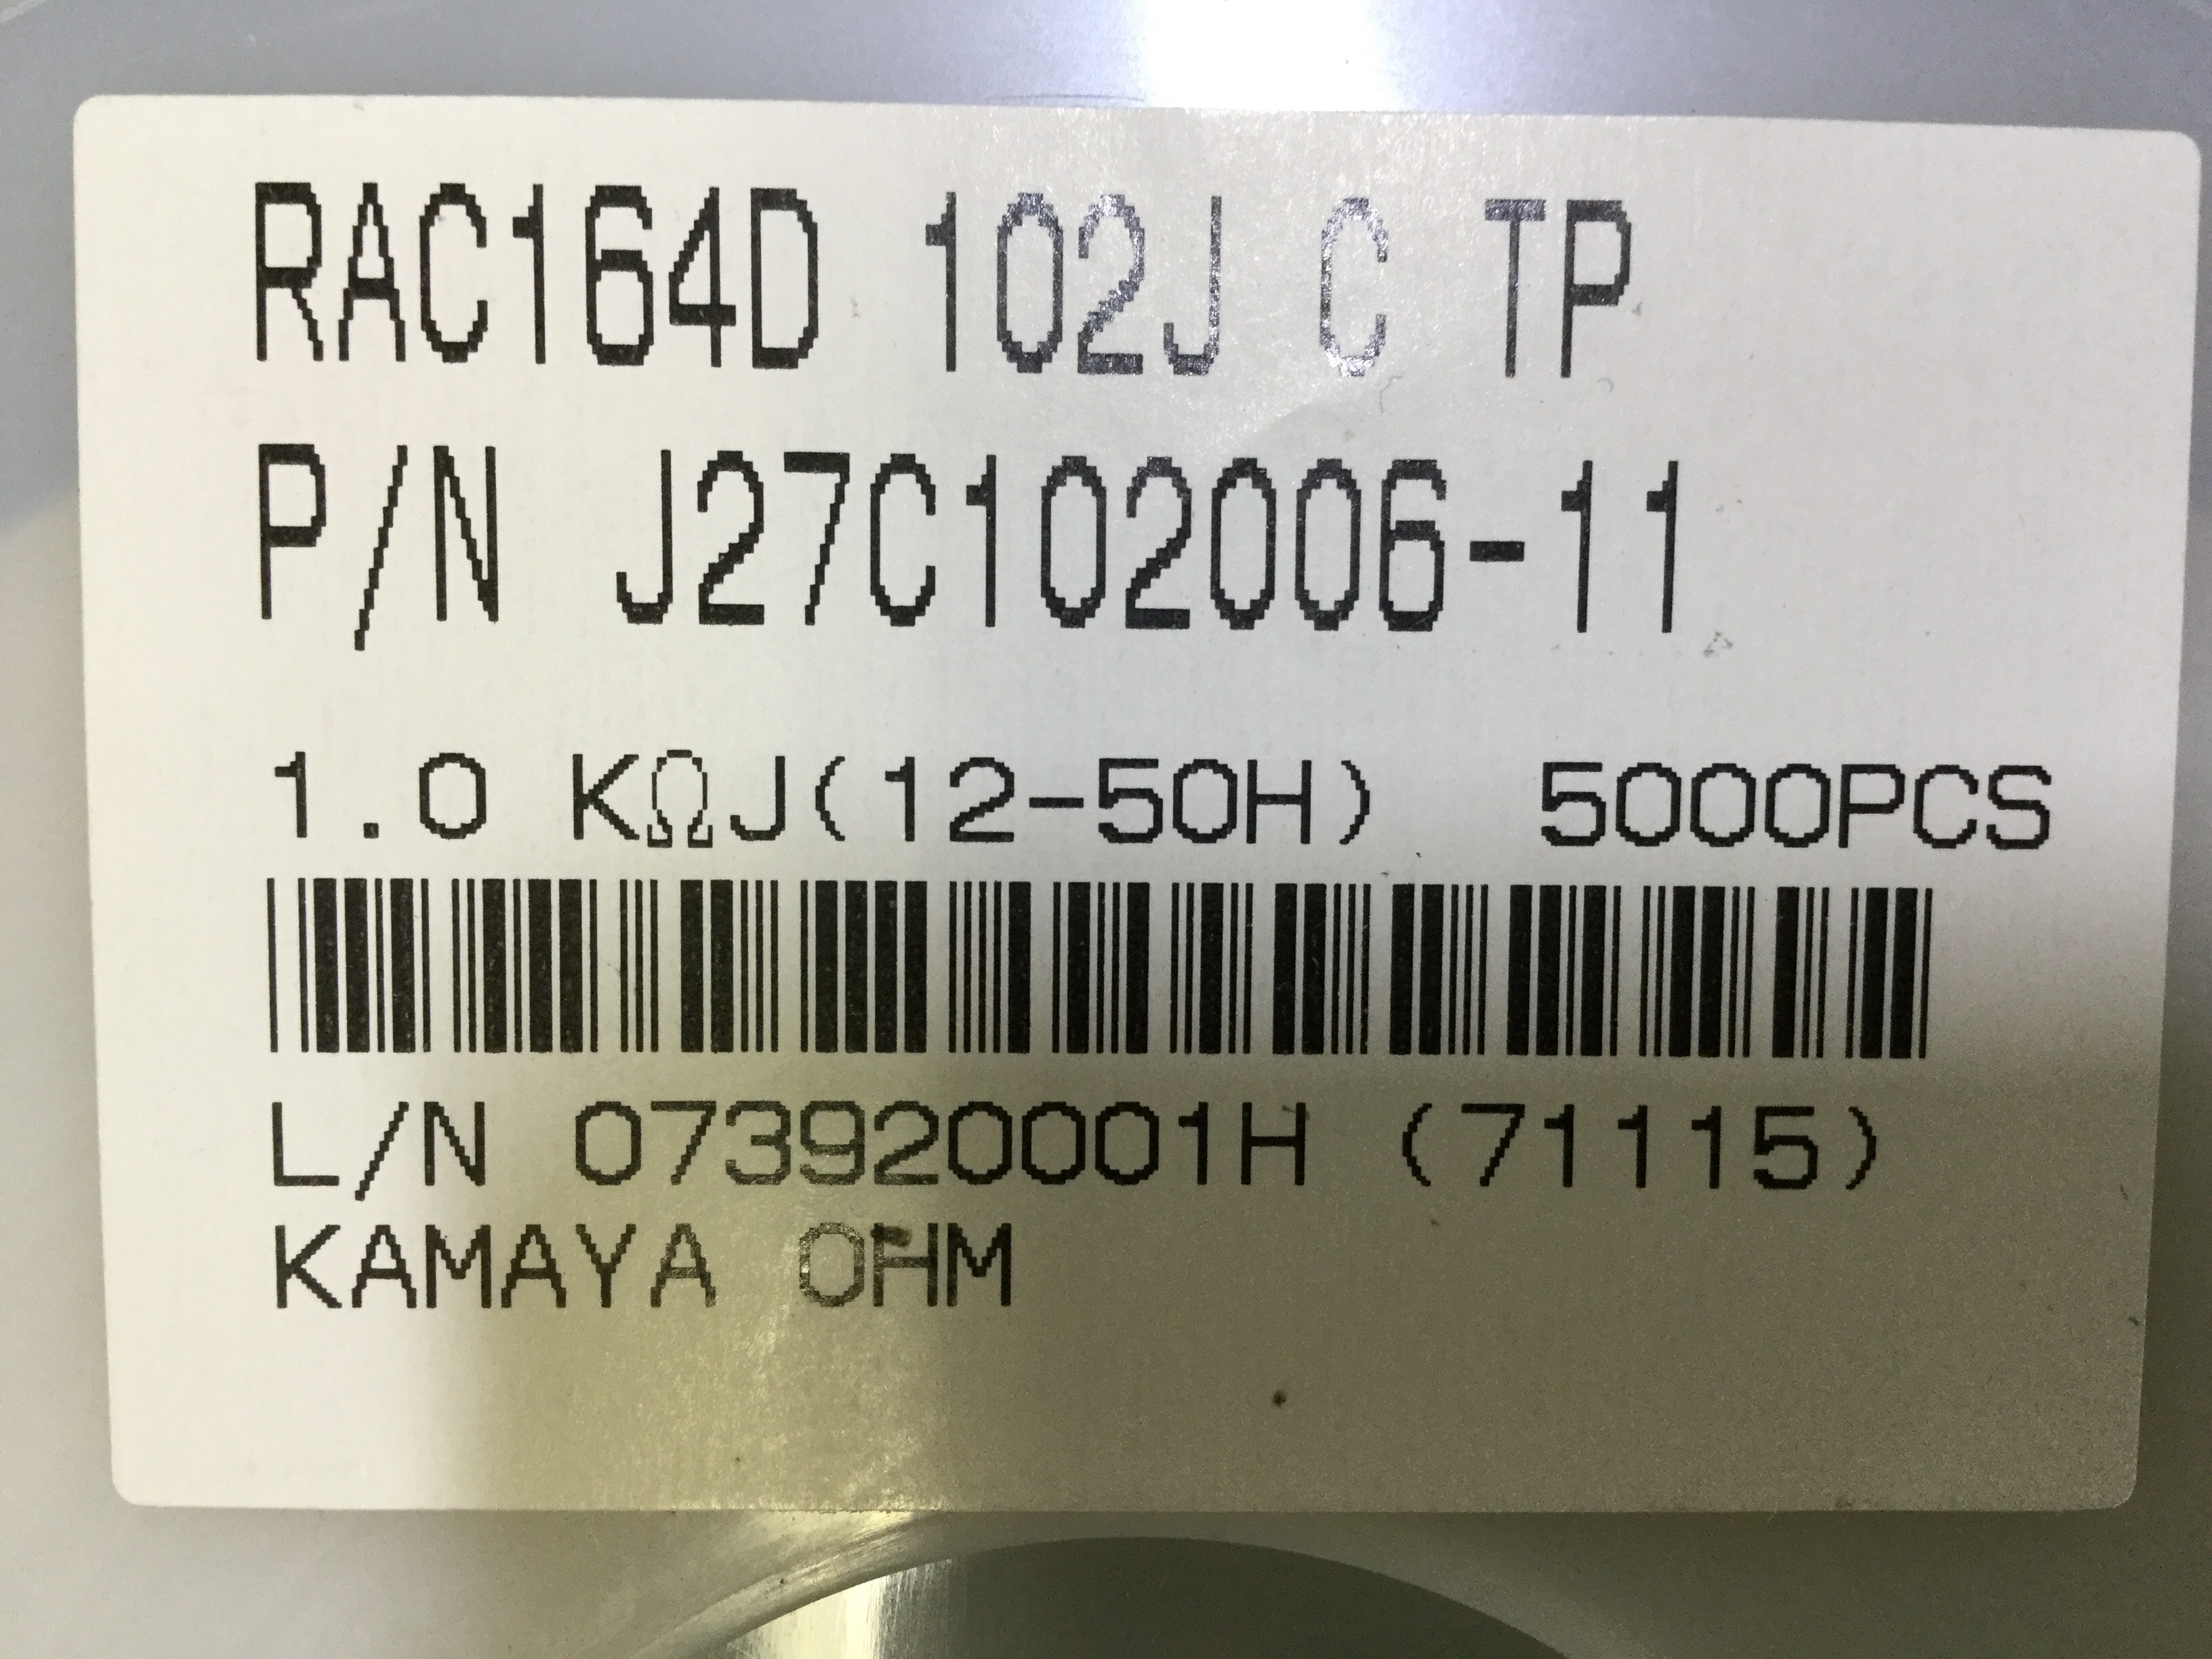 RAC164D 102J C TP
P/N J27C102006-11
1.0 KΩJ(12-50H) 5000PCS
L/N 073920001H (71115)
KAMAYA OHM